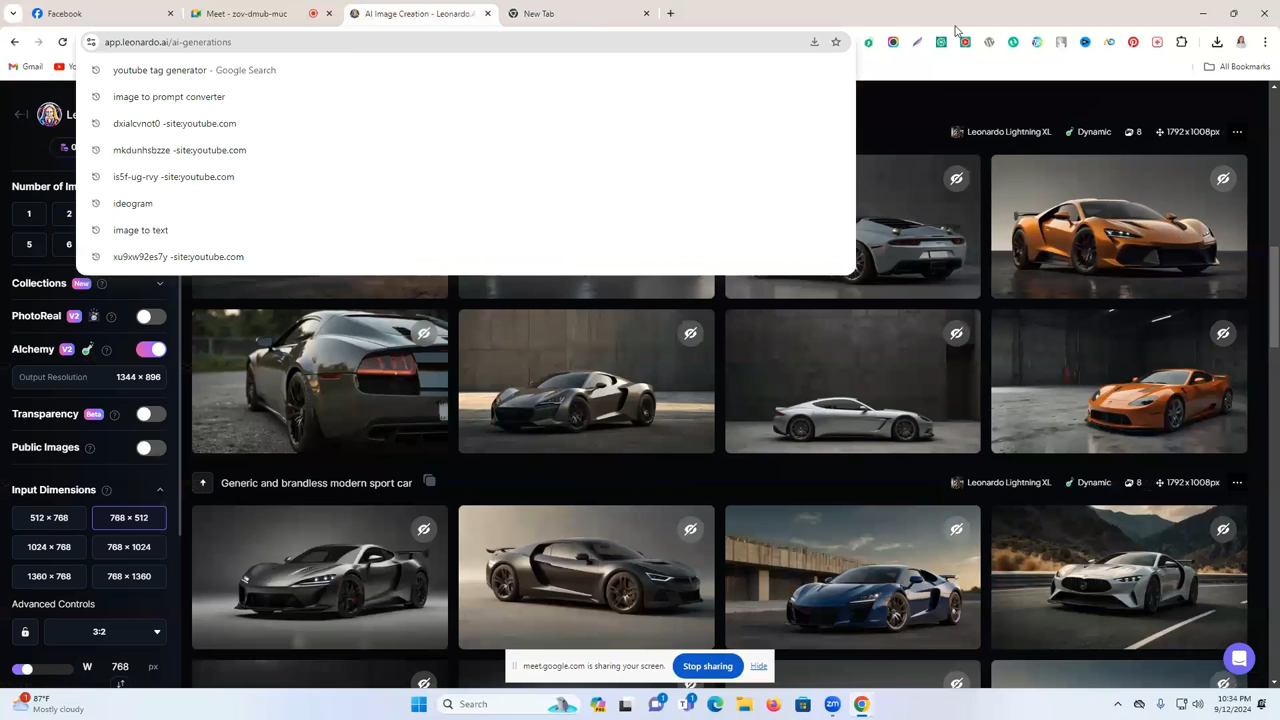 Facebook
Meet - zov-dmub-muc
AI Image Creation - Leonardo.
New Tab
app.leonardo.ai/ai-generations
Gmail
All Bookmarks
youtube tag generator - Google Search
image to prompt converter
dxialcvnot0 -site:youtube.com
mkdunhsbzze -site:youtube.com
is5f-ug-rvy -site:youtube.com
ideogram
image to text
xu9xw92es7y -site:youtube.com
Leonardo Lightning XL Dynamic 8 1792x1008px
Number of Im
1 2
5 6
Collections New
PhotoReal V2
Alchemy V2
Output Resolution 1344 × 896
Transparency Beta
Public Images
Input Dimensions
512 × 768 768 × 512
1024 × 768 768 × 1024
1360 × 768 768 × 1360
Advanced Controls
3:2
W 768 px
Generic and brandless modern sport car
Leonardo Lightning XL Dynamic 8 1792x1008px
meet.google.com is sharing your screen. Stop sharing Hide
87°F
Mostly cloudy
Search
10:34 PM
9/12/2024